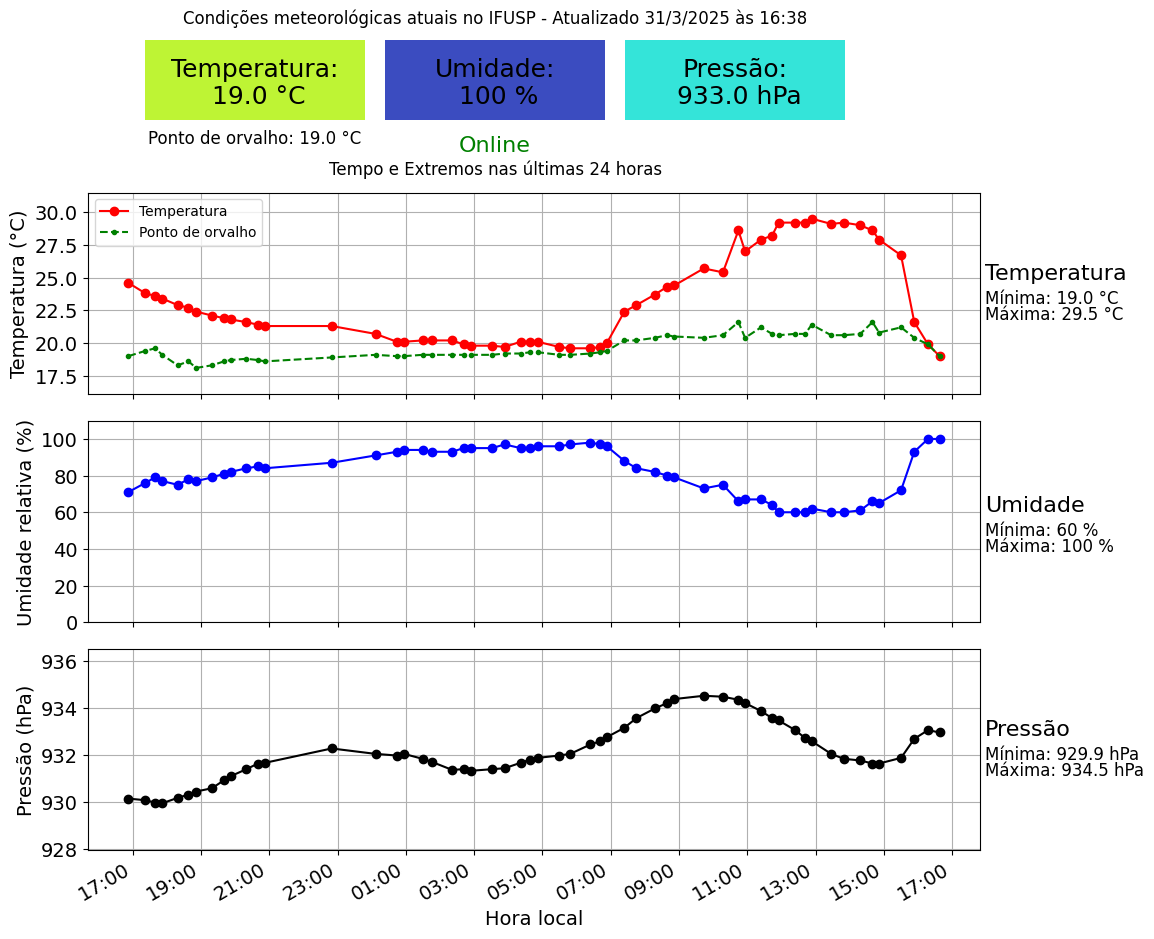 Condições meteorológicas atuais no IFUSP - Atualizado 31/3/2025 às 16:38
Temperatura:
19.0 °C
Umidade:
100 %
Pressão:
933.0 hPa
Ponto de orvalho: 19.0 °C
Online
Tempo e Extremos nas últimas 24 horas
Temperatura (°C)
30.0
27.5
25.0
22.5
20.0
17.5
Temperatura
Ponto de orvalho
Temperatura
Mínima: 19.0 °C
Máxima: 29.5 °C
Umidade relativa (%)
100
80
60
40
20
0
Umidade
Mínima: 60 %
Máxima: 100 %
Pressão (hPa)
936
934
932
930
928
Pressão
Mínima: 929.9 hPa
Máxima: 934.5 hPa
17:00 19:00 21:00 23:00 01:00 03:00 05:00 07:00 09:00 11:00 13:00 15:00 17:00
Hora local